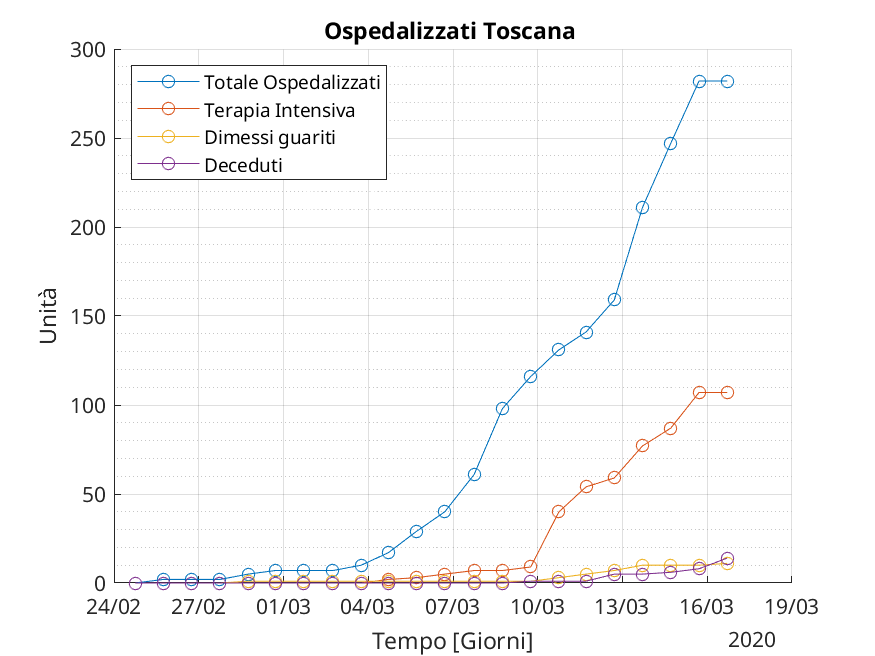 Ospedalizzati Toscana
300
250
200
150
100
50
0
Unità
Totale Ospedalizzati
Terapia Intensiva
Dimessi guariti
Deceduti
24/02 27/02 01/03 04/03 07/03 10/03 13/03 16/03 19/03
Tempo [Giorni]
2020